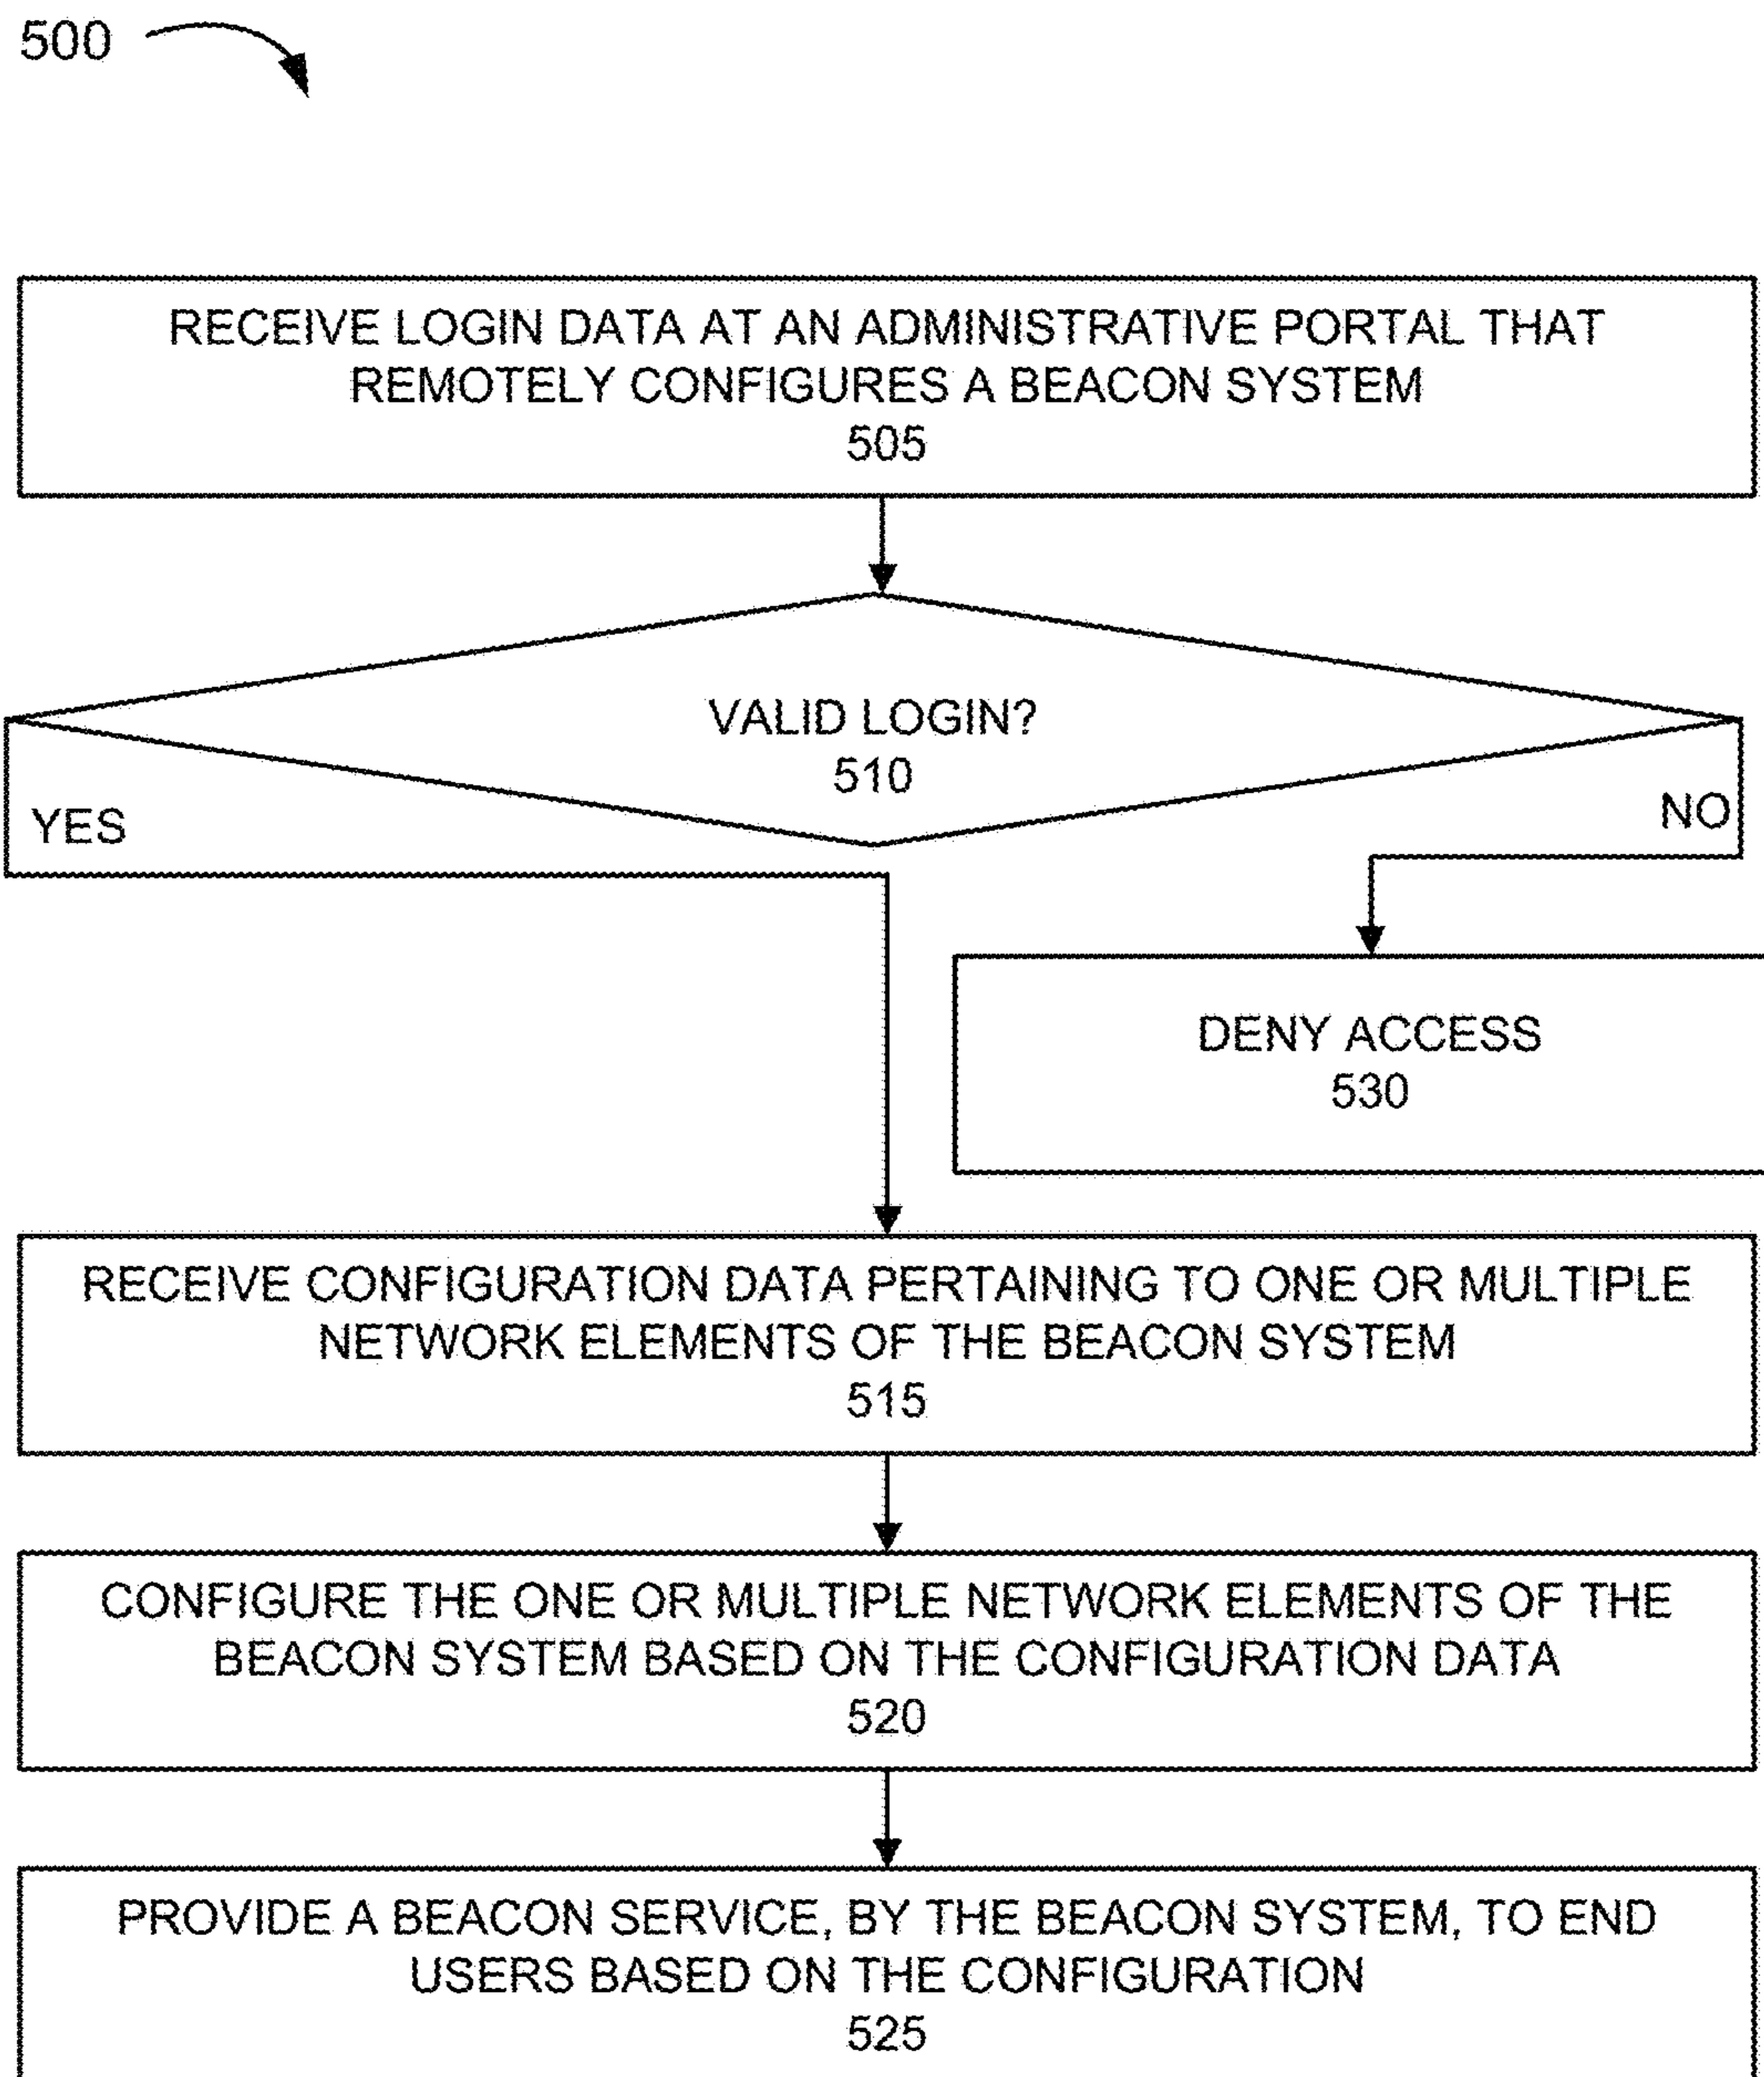 500
RECEIVE LOGIN DATA AT AN ADMINISTRATIVE PORTAL THAT
REMOTELY CONFIGURES A BEACON SYSTEM
505
VALID LOGIN?
510
YES
NO
DENY ACCESS
530
RECEIVE CONFIGURATION DATA PERTAINING TO ONE OR MULTIPLE
NETWORK ELEMENTS OF THE BEACON SYSTEM
515
CONFIGURE THE ONE OR MULTIPLE NETWORK ELEMENTS OF THE
BEACON SYSTEM BASED ON THE CONFIGURATION DATA
520
PROVIDE A BEACON SERVICE, BY THE BEACON SYSTEM, TO END
USERS BASED ON THE CONFIGURATION
525